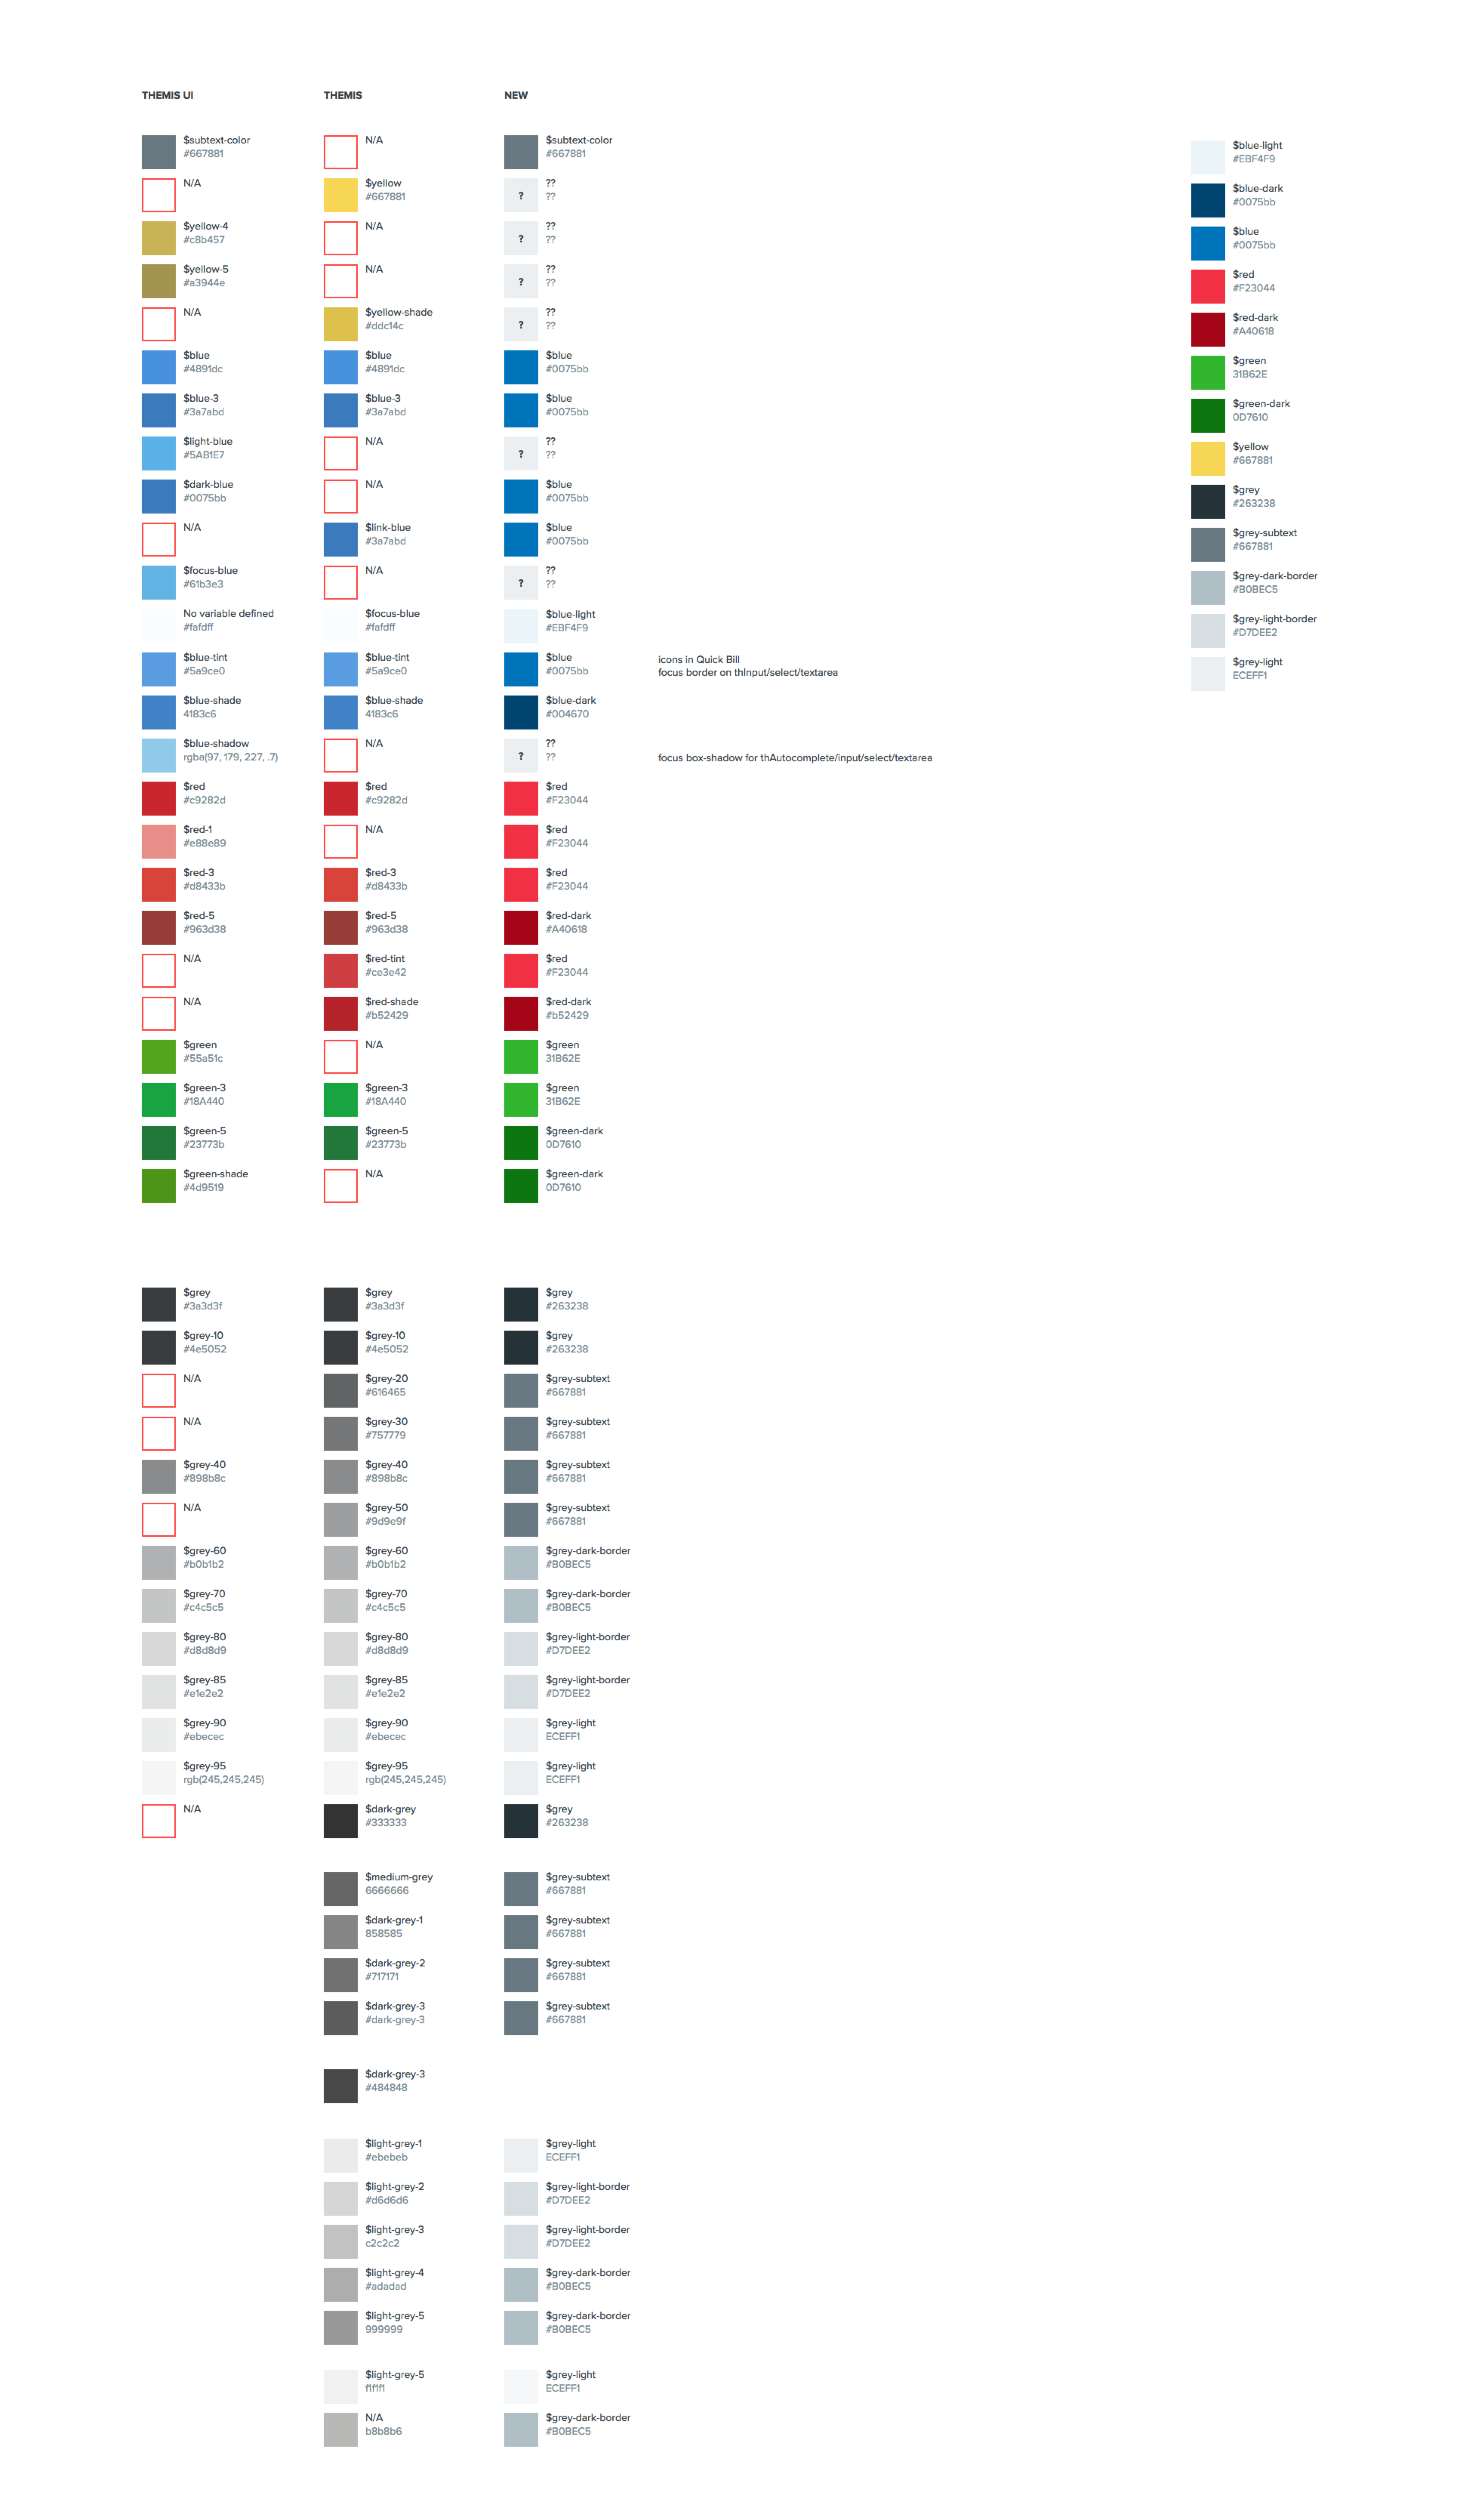 THEMIS UI
THEMIS
NEW
$subtext-color
#667881
N/A
$subtext-color
#667881
N/A
$yellow
#667881
?
??
??
$yellow-4
#c8b457
N/A
?
??
??
$yellow-5
#a3944e
N/A
?
??
??
N/A
$yellow-shade
#ddc14c
?
??
??
$blue
#4891dc
$blue
#4891dc
$blue
#0075bb
$blue-3
#3a7abd
$blue-3
#3a7abd
$blue
#0075bb
$light-blue
#5AB1E7
N/A
?
??
??
$dark-blue
#0075bb
N/A
$blue
#0075bb
N/A
$link-blue
#3a7abd
$blue
#0075bb
$focus-blue
#61b3e3
N/A
?
??
??
No variable defined
#fafdff
$focus-blue
#fafdff
$blue-light
#EBF4F9
$blue-tint
#5a9ce0
$blue-tint
#5a9ce0
$blue
#0075bb
icons in Quick Bill
focus border on thInput/select/textarea
$blue-shade
4183c6
$blue-shade
4183c6
$blue-dark
#004670
$blue-shadow
rgba(97, 179, 227, .7)
N/A
?
??
??
focus box-shadow for thAutocomplete/input/select/textarea
$red
#c9282d
$red
#c9282d
$red
#F23044
$red-1
#e88e89
N/A
$red
#F23044
$red-3
#d8433b
$red-3
#d8433b
$red
#F23044
$red-5
#963d38
$red-5
#963d38
$red-dark
#A40618
N/A
$red-tint
#ce3e42
$red
#F23044
N/A
$red-shade
#b52429
$red-dark
#b52429
$green
#55a51c
N/A
$green
31B62E
$green-3
#18A440
$green-3
#18A440
$green
31B62E
$green-5
#23773b
$green-5
#23773b
$green-dark
0D7610
$green-shade
#4d9519
N/A
$green-dark
0D7610
$grey
#3a3d3f
$grey
#3a3d3f
$grey
#263238
$grey-10
#4e5052
$grey-10
#4e5052
$grey
#263238
N/A
$grey-20
#616465
$grey-subtext
#667881
N/A
$grey-30
#757779
$grey-subtext
#667881
$grey-40
#898b8c
$grey-40
#898b8c
$grey-subtext
#667881
N/A
$grey-50
#9d9e9f
$grey-subtext
#667881
$grey-60
#b0b1b2
$grey-60
#b0b1b2
$grey-dark-border
#B0BEC5
$grey-70
#c4c5c5
$grey-70
#c4c5c5
$grey-dark-border
#B0BEC5
$grey-80
#d8d8d9
$grey-80
#d8d8d9
$grey-light-border
#D7DEE2
$grey-85
#e1e2e2
$grey-85
#e1e2e2
$grey-light-border
#D7DEE2
$grey-90
#ebecec
$grey-90
#ebecec
$grey-light
ECEFF1
$grey-95
rgb(245,245,245)
$grey-95
rgb(245,245,245)
$grey-light
ECEFF1
N/A
$dark-grey
#333333
$grey
#263238
$medium-grey
6666666
$grey-subtext
#667881
$dark-grey-1
858585
$grey-subtext
#667881
$dark-grey-2
#717171
$grey-subtext
#667881
$dark-grey-3
#dark-grey-3
$grey-subtext
#667881
$dark-grey-3
#484848
$light-grey-1
#ebebeb
$grey-light
ECEFF1
$light-grey-2
#d6d6d6
$grey-light-border
#D7DEE2
$light-grey-3
c2c2c2
$grey-light-border
#D7DEE2
$light-grey-4
#adadad
$grey-dark-border
#B0BEC5
$light-grey-5
999999
$grey-dark-border
#B0BEC5
$light-grey-5
f1f1f1
$grey-light
ECEFF1
N/A
b8b8b6
$grey-dark-border
#B0BEC5
$blue-light
#EBF4F9
$blue-dark
#0075bb
$blue
#0075bb
$red
#F23044
$red-dark
#A40618
$green
31B62E
$green-dark
0D7610
$yellow
#667881
$grey
#263238
$grey-subtext
#667881
$grey-dark-border
#B0BEC5
$grey-light-border
#D7DEE2
$grey-light
ECEFF1